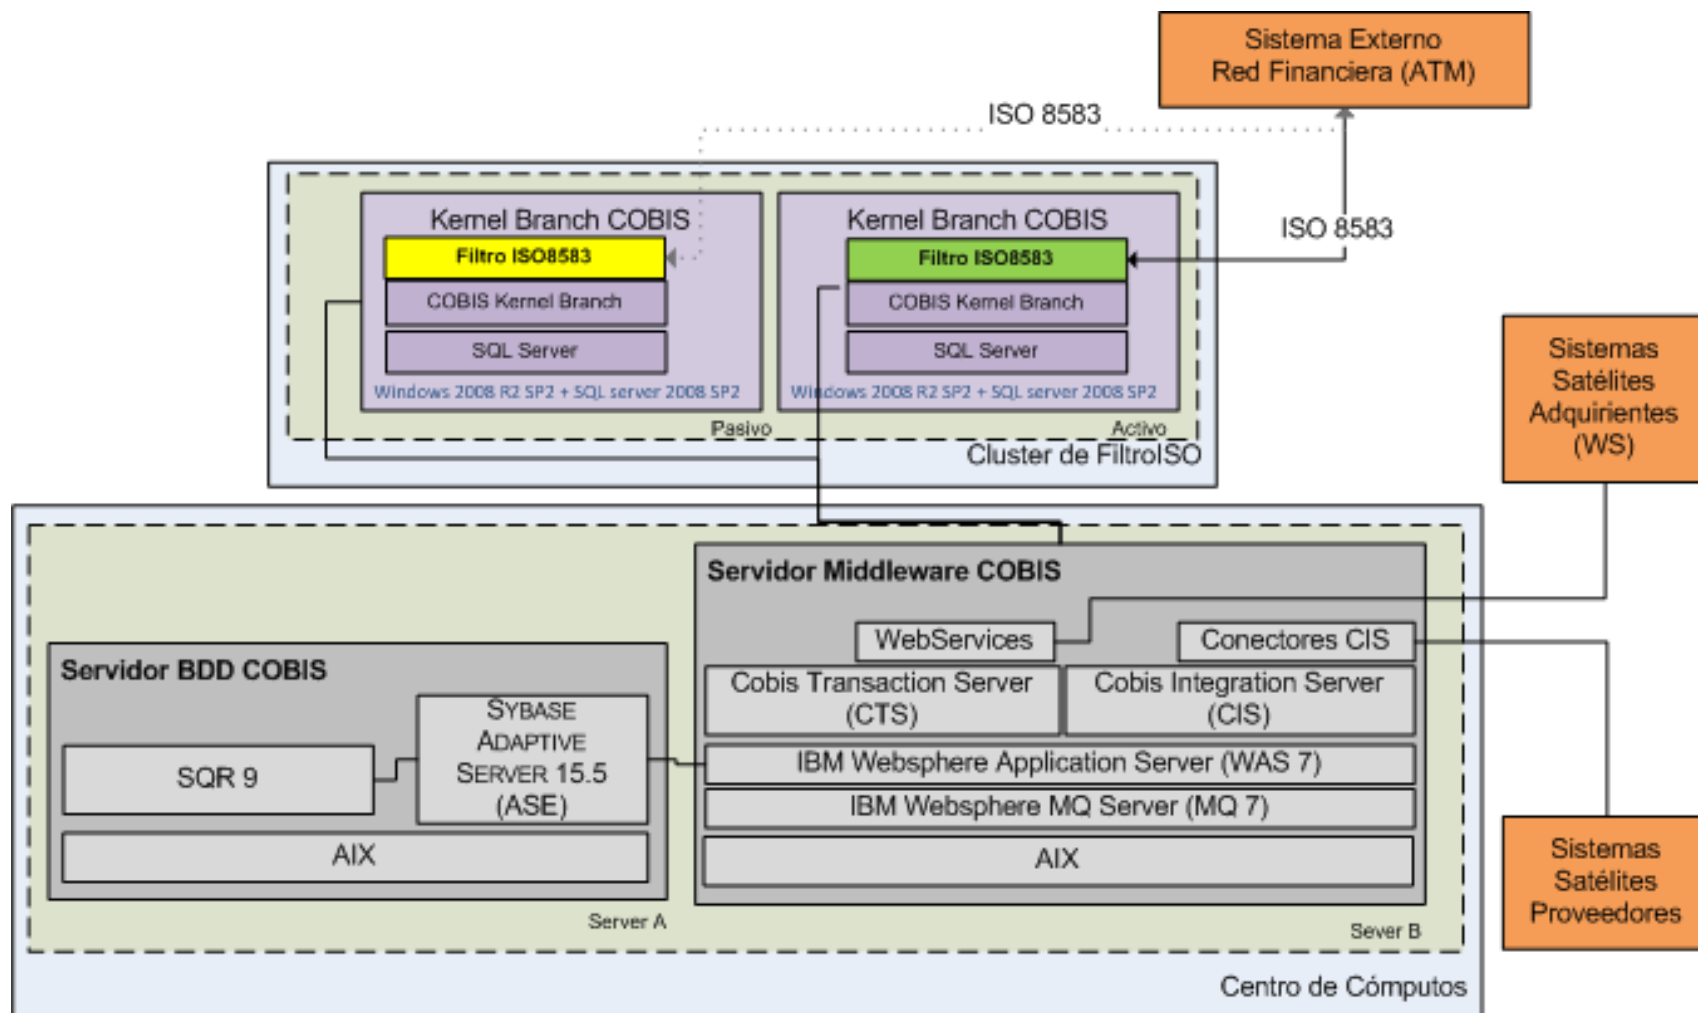 Sistema Externo
Red Financiera (ATM)
ISO 8583
ISO 8583
Kernel Branch COBIS
Filtro ISO8583
COBIS Kernel Branch
SQL Server
Windows 2008 R2 SP2 + SQL server 2008 SP2
Pasivo
Kernel Branch COBIS
Filtro ISO8583
COBIS Kernel Branch
SQL Server
Windows 2008 R2 SP2 + SQL server 2008 SP2
Activo
Cluster de FiltroISO
Sistemas
Satélites
Adquirientes
(WS)
Servidor BDD COBIS
SQR 9
SYBASE
ADAPTIVE
SERVER 15.5
(ASE)
AIX
Server A
Servidor Middleware COBIS
WebServices
Conectores CIS
Cobis Transaction Server
(CTS)
Cobis Integration Server
(CIS)
IBM Websphere Application Server (WAS 7)
IBM Websphere MQ Server (MQ 7)
AIX
Sever B
Sistemas
Satélites
Proveedores
Centro de Cómputos